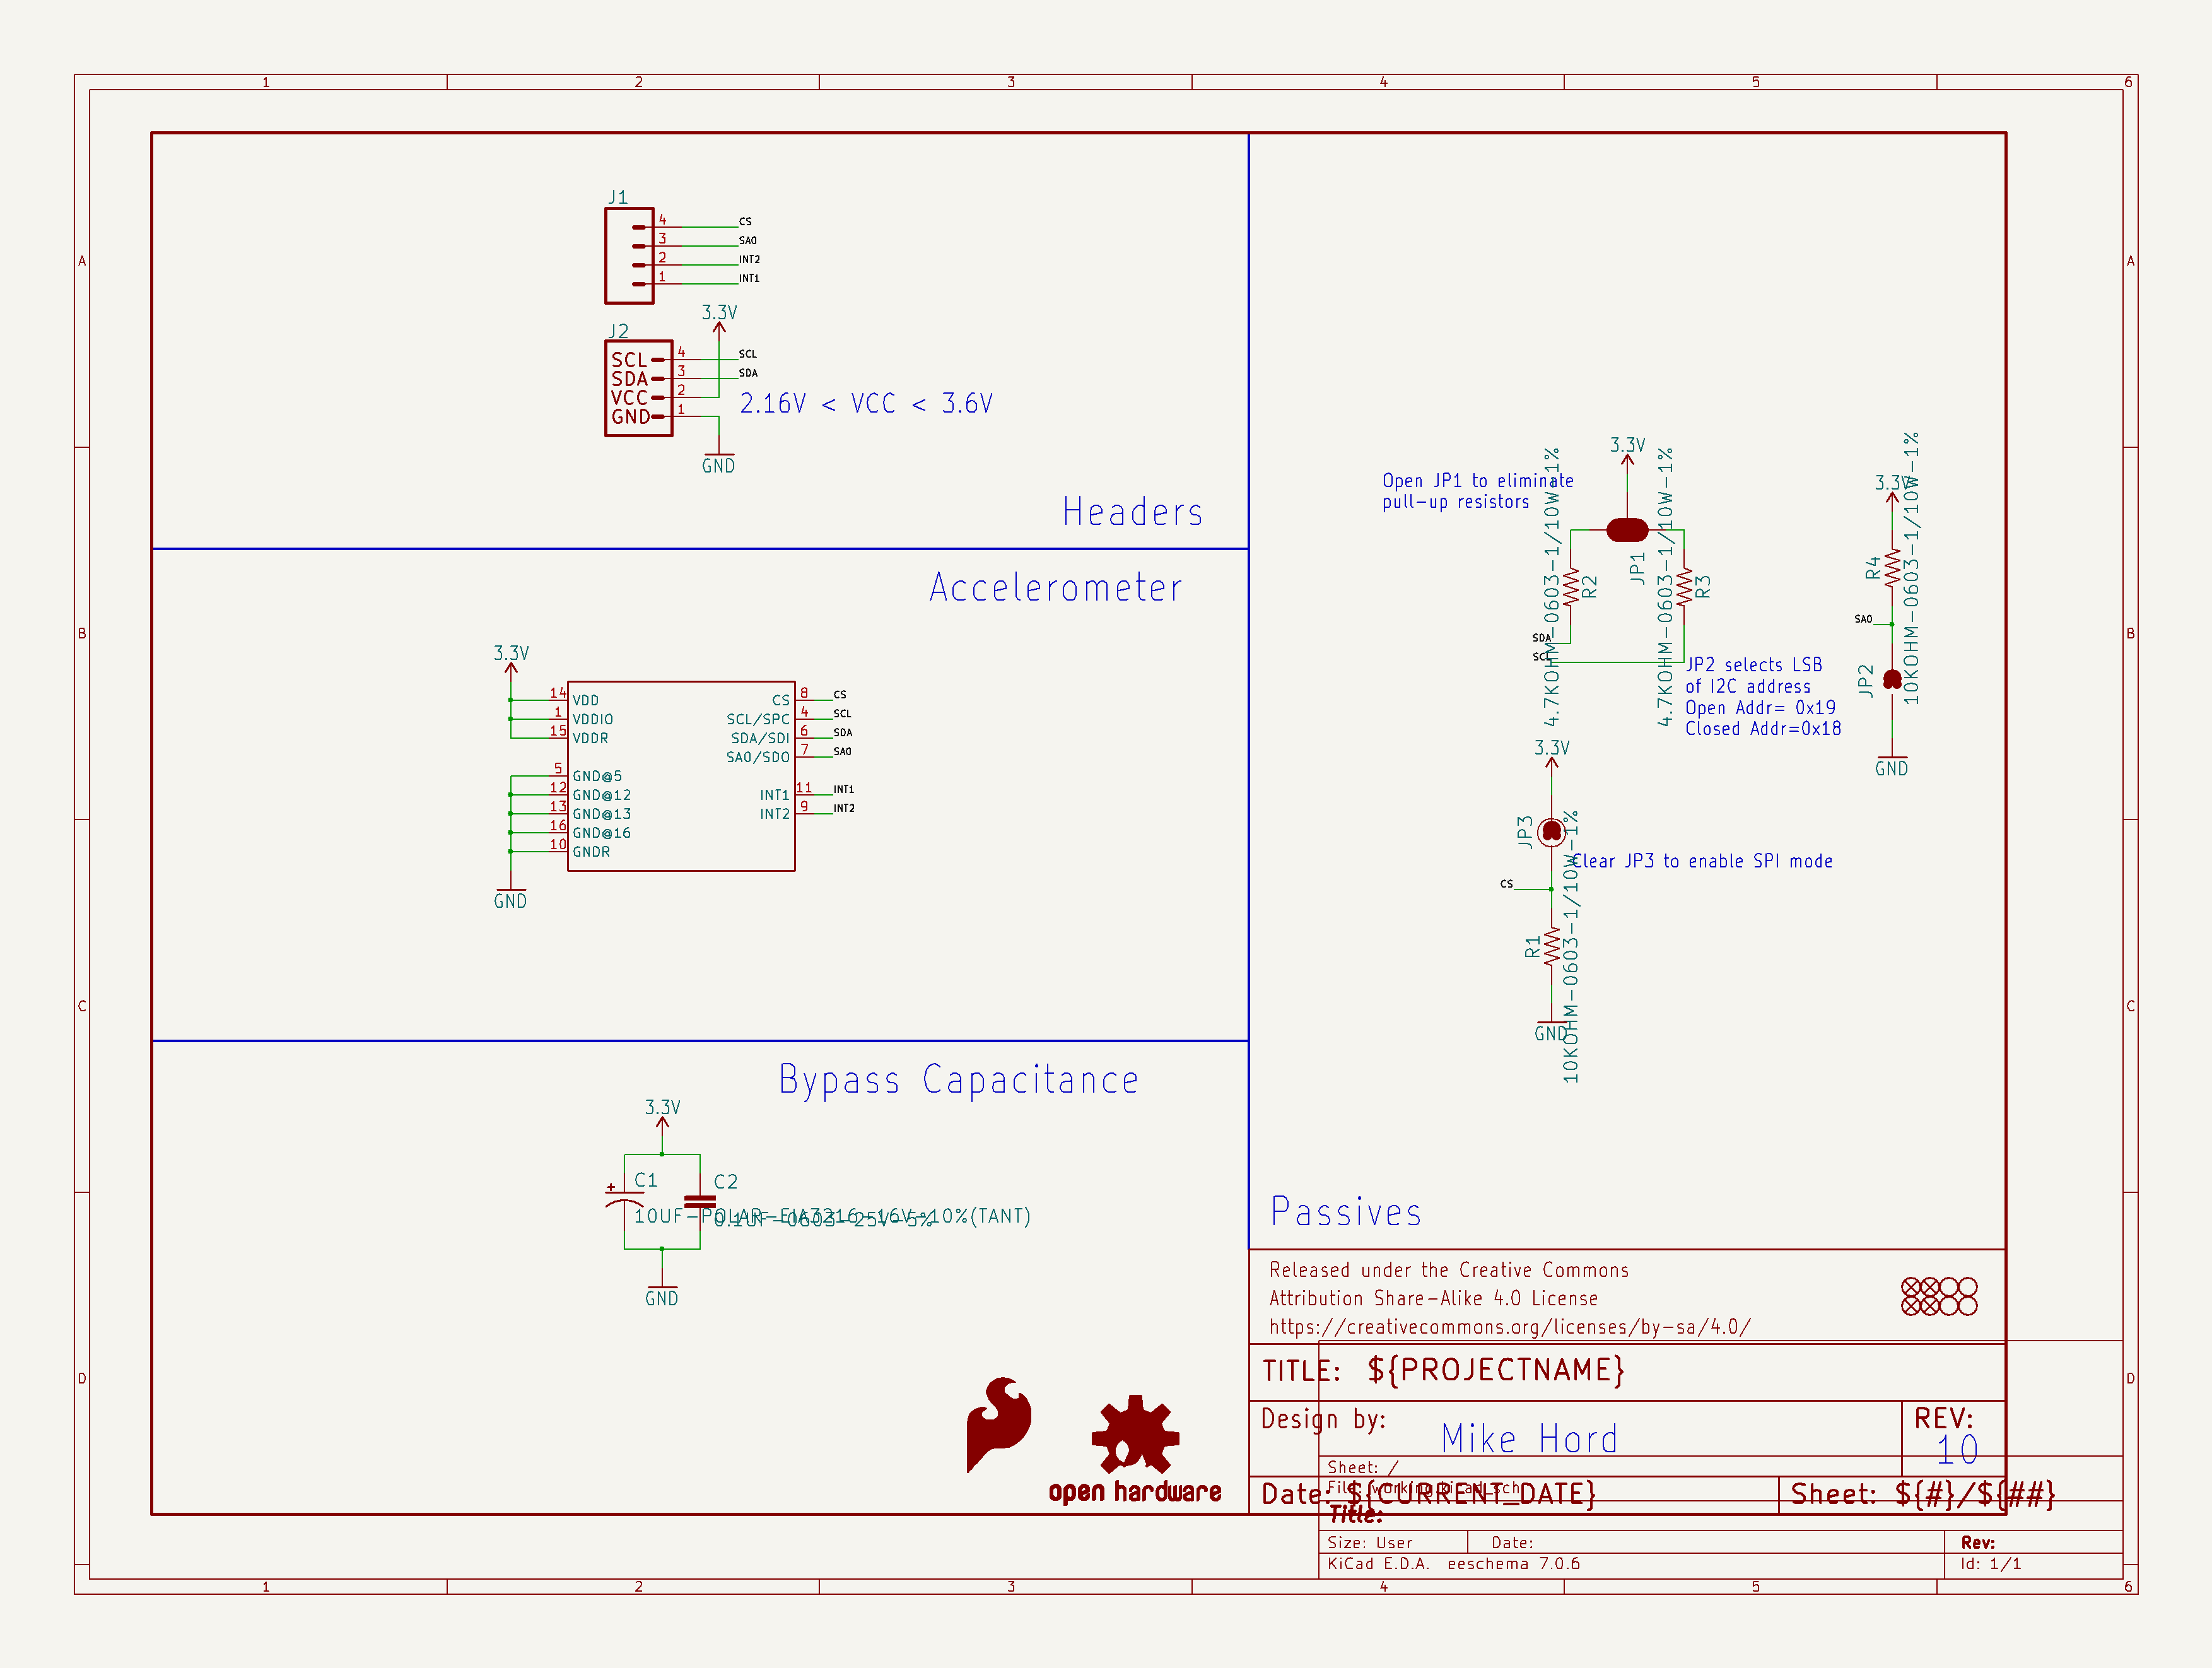 1 2 3 4 5 6
A
B
C
D
A
B
C
D
J1
4 CS
3 SA0
2 INT2
1 INT1
3.3V
J2
SCL 4 SCL
SDA 3 SDA
VCC 2
GND 1
2.16V < VCC < 3.6V
GND
Headers
Accelerometer
3.3V
14 VDD
1 VDDIO
15 VDDR
5 GND@5
12 GND@12
13 GND@13
16 GND@16
10 GNDR
GND
CS 8 CS
SCL/SPC 4 SCL
SDA/SDI 6 SDA
SA0/SDO 7 SA0
INT1 11 INT1
INT2 9 INT2
Bypass Capacitance
3.3V
C1
C2
10UF-POLAR-EIA3216-16V-10%(TANT)
0.1UF-0603-25V-5%
GND
Open JP1 to eliminate
pull-up resistors
3.3V
JP1
R2
4.7KOHM-0603-1/10W-1%
R3
4.7KOHM-0603-1/10W-1%
SDA
SCL
3.3V
R4
10KOHM-0603-1/10W-1%
SA0
JP2
GND
JP2 selects LSB
of I2C address
Open Addr= 0x19
Closed Addr=0x18
3.3V
JP3
Clear JP3 to enable SPI mode
CS
R1
10KOHM-0603-1/10W-1%
GND
Passives
Released under the Creative Commons
Attribution Share-Alike 4.0 License
https://creativecommons.org/licenses/by-sa/4.0/
TITLE: ${PROJECTNAME}
Design by:
Mike Hord
REV:
10
Date: ${CURRENT_DATE}
Sheet: ${#}/${##}
open hardware
Sheet: /
File: working.kicad_sch
Title:
Size: User
Date:
Rev:
KiCad E.D.A. eeschema 7.0.6
Id: 1/1
1 2 3 4 5 6